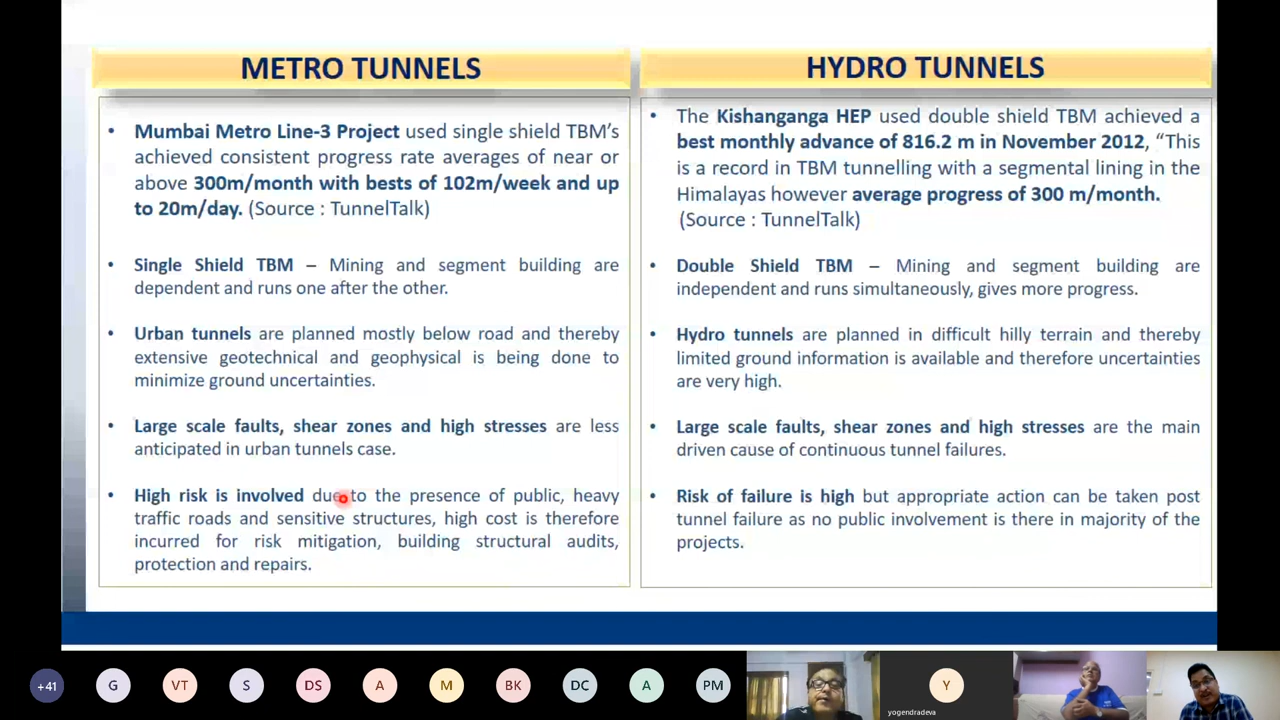 METRO TUNNELS
• Mumbai Metro Line-3 Project used single shield TBM's
achieved consistent progress rate averages of near or
above 300m/month with bests of 102m/week and up
to 20m/day. (Source : TunnelTalk)
• Single Shield TBM – Mining and segment building are
dependent and runs one after the other.
• Urban tunnels are planned mostly below road and thereby
extensive geotechnical and geophysical is being done to
minimize ground uncertainties.
• Large scale faults, shear zones and high stresses are less
anticipated in urban tunnels case.
• High risk is involved due to the presence of public, heavy
traffic roads and sensitive structures, high cost is therefore
incurred for risk mitigation, building structural audits,
protection and repairs.
HYDRO TUNNELS
• The Kishanganga HEP used double shield TBM achieved a
best monthly advance of 816.2 m in November 2012, “This
is a record in TBM tunnelling with a segmental lining in the
Himalayas however average progress of 300 m/month.
(Source : TunnelTalk)
• Double Shield TBM – Mining and segment building are
independent and runs simultaneously, gives more progress.
• Hydro tunnels are planned in difficult hilly terrain and thereby
limited ground information is available and therefore uncertainties
are very high.
• Large scale faults, shear zones and high stresses are the main
driven cause of continuous tunnel failures.
• Risk of failure is high but appropriate action can be taken post
tunnel failure as no public involvement is there in majority of the
projects.
+41 G VT S DS A M BK DC A PM Y
yogendradeva